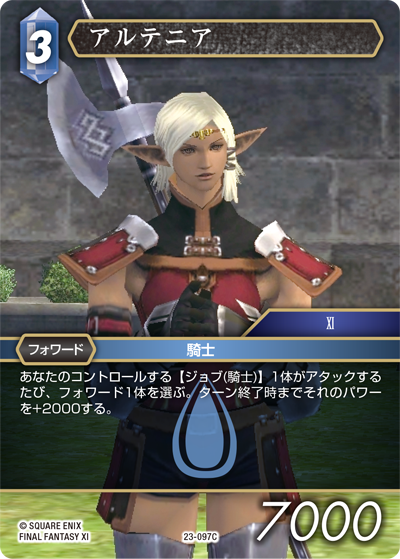 3
アルテニア
XI
フォワード
騎士
あなたのコントロールする【ジョブ(騎士)】1体がアタックする
たび、フォワード1体を選ぶ。ターン終了時までそれのパワー
を+2000する。
© SQUARE ENIX
FINAL FANTASY XI
23-097C
7000